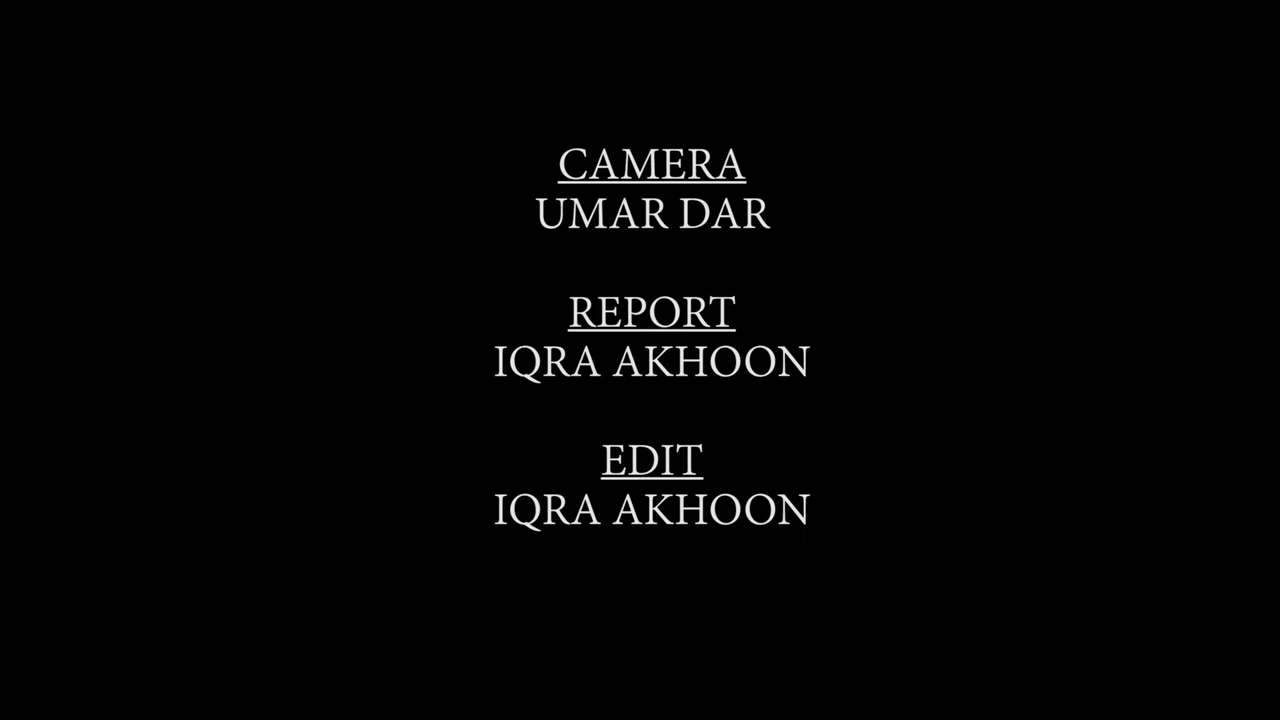 CAMERA
UMAR DAR
REPORT
IQRA AKHOON
EDIT
IQRA AKHOON